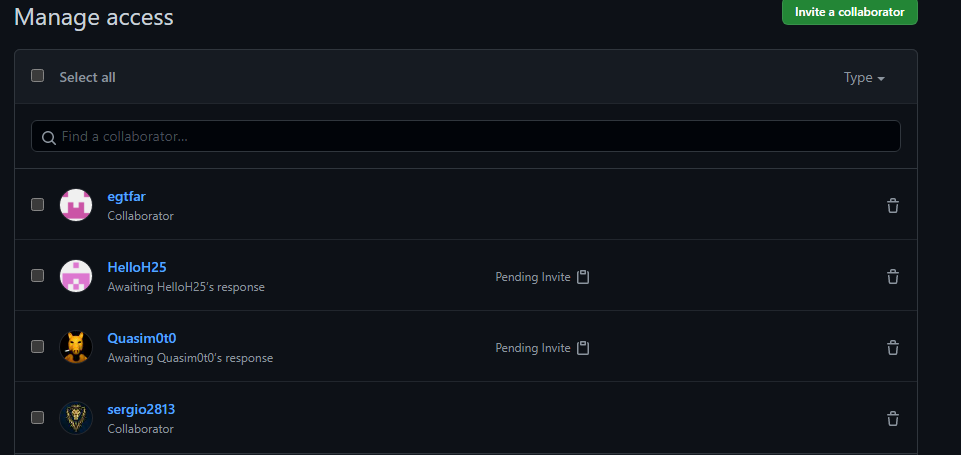 Manage access
Invite a collaborator
Select all
Type
Find a collaborator...
egtfar
Collaborator
HelloH25
Awaiting HelloH25's response
Pending Invite
Quasim0t0
Awaiting Quasim0t0's response
Pending Invite
sergio2813
Collaborator